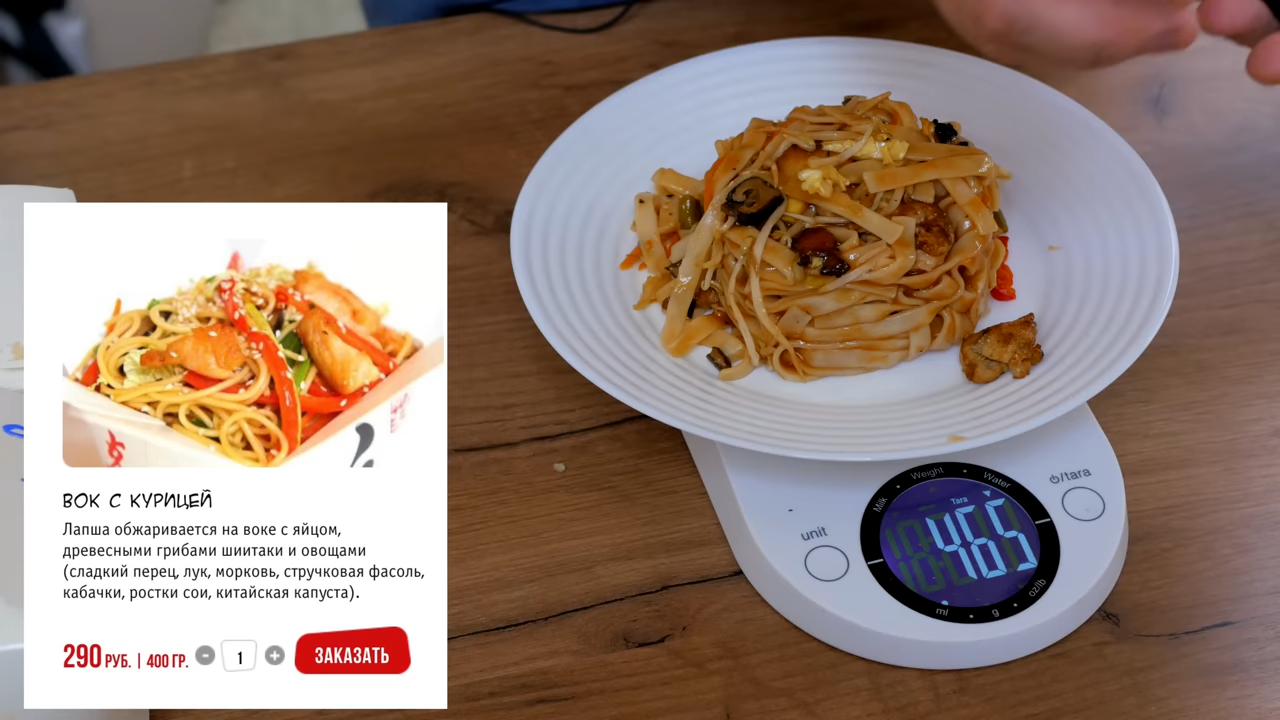 ВОК С КУРИЦЕЙ
Лапша обжаривается на воке с яйцом,
древесными грибами шиитаки и овощами
(сладкий перец, лук, морковь, стручковая фасоль,
кабачки, ростки сои, китайская капуста).
290 РУБ. | 400 ГР. - 1 + ЗАКАЗАТЬ
unit
Milk • Weight • Water
Tara
465
ml • g • oz/lb
/tara